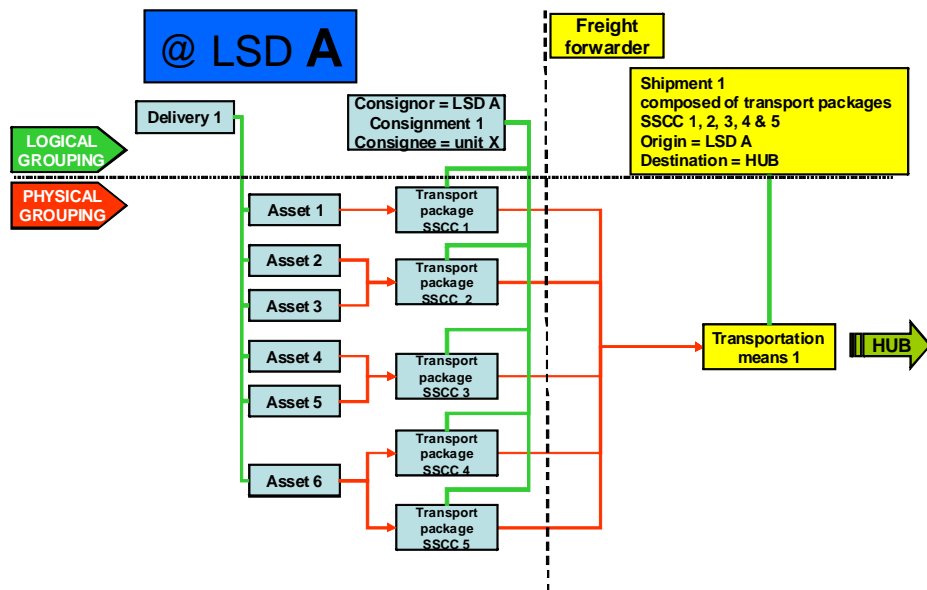 @ LSD A
Freight
forwarder
Delivery 1
Consignor = LSD A
Consignment 1
Consignee = unit X
Shipment 1
composed of transport packages
SSCC 1, 2, 3, 4 & 5
Origin = LSD A
Destination = HUB
LOGICAL
GROUPING
PHYSICAL
GROUPING
Asset 1
Transport
package
SSCC 1
Asset 2
Asset 3
Transport
package
SSCC 2
Asset 4
Asset 5
Transport
package
SSCC 3
Asset 6
Transport
package
SSCC 4
Transport
package
SSCC 5
Transportation
means 1
HUB